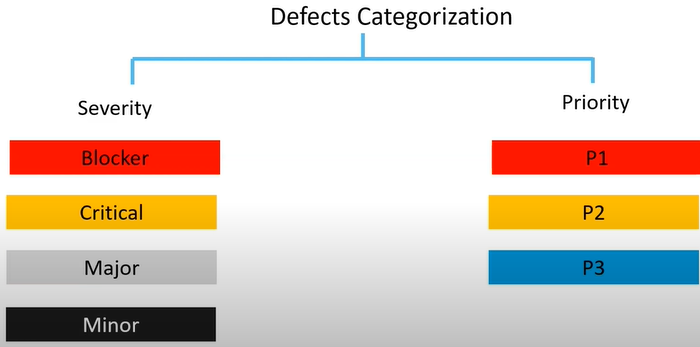 Defects Categorization
Severity
Priority
Blocker
P1
Critical
P2
Major
P3
Minor